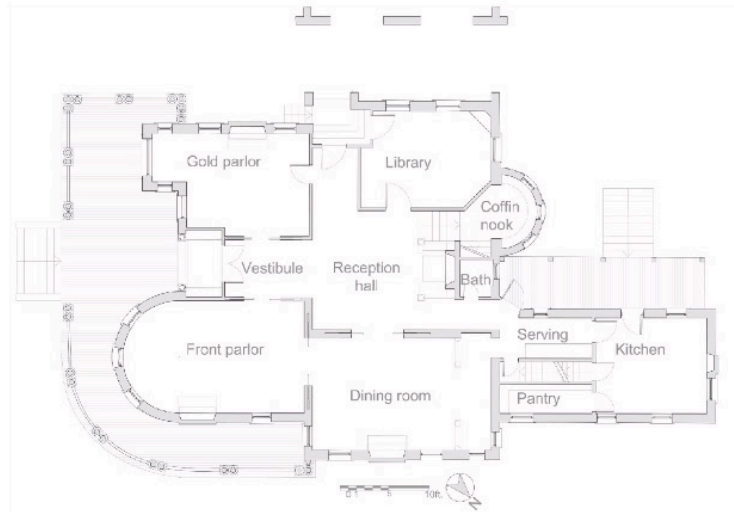 Gold parlor
Library
Coffin
nook
Vestibule
Reception
hall
Bath
Front parlor
Serving
Kitchen
Dining room
Pantry
0 1 5 10ft.
N